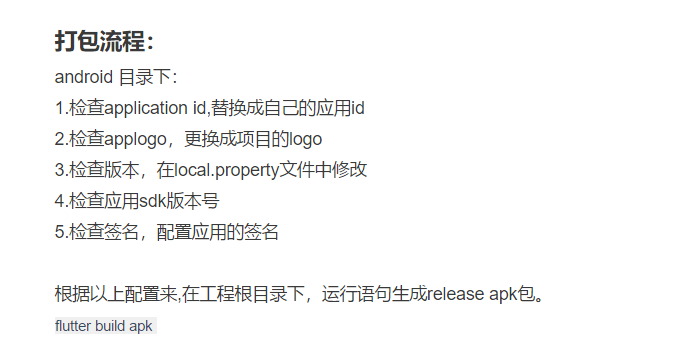 打包流程：
android 目录下：
1.检查application id,替换成自己的应用id
2.检查applogo，更换成项目的logo
3.检查版本，在local.property文件中修改
4.检查应用sdk版本号
5.检查签名，配置应用的签名
根据以上配置来,在工程根目录下，运行语句生成release apk包。
flutter build apk